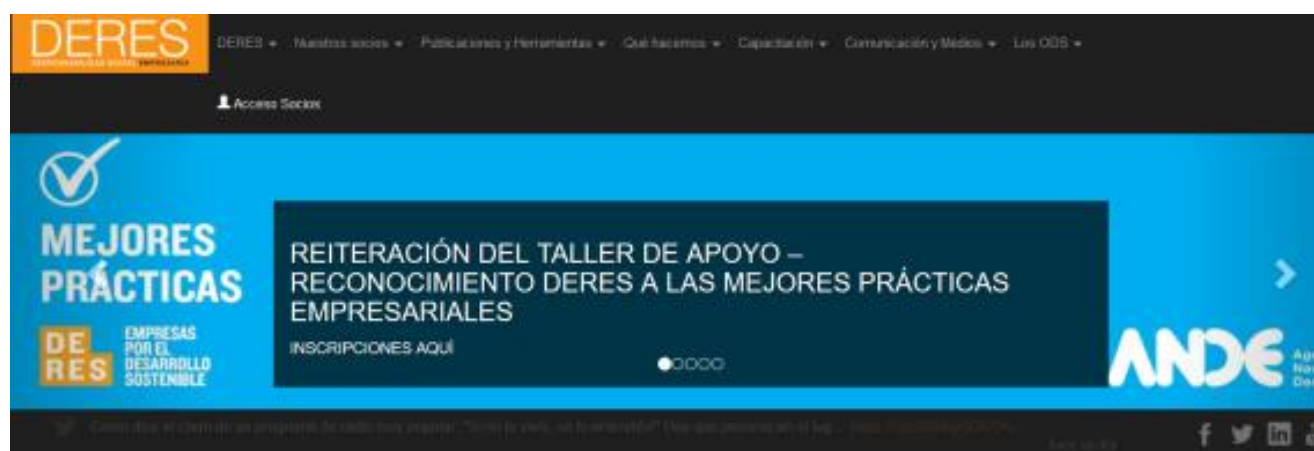 DERES
DERES Nuestros socios Publicaciones y Herramientas Qué hacemos Capacitación Comunicación y Medios Los ODS
Acceso Socios
MEJORES
PRÁCTICAS
DE
RES
EMPRESAS
POR EL
DESARROLLO
SOSTENIBLE
REITERACIÓN DEL TALLER DE APOYO –
RECONOCIMIENTO DERES A LAS MEJORES PRÁCTICAS
EMPRESARIALES
INSCRIPCIONES AQUÍ
ANDE